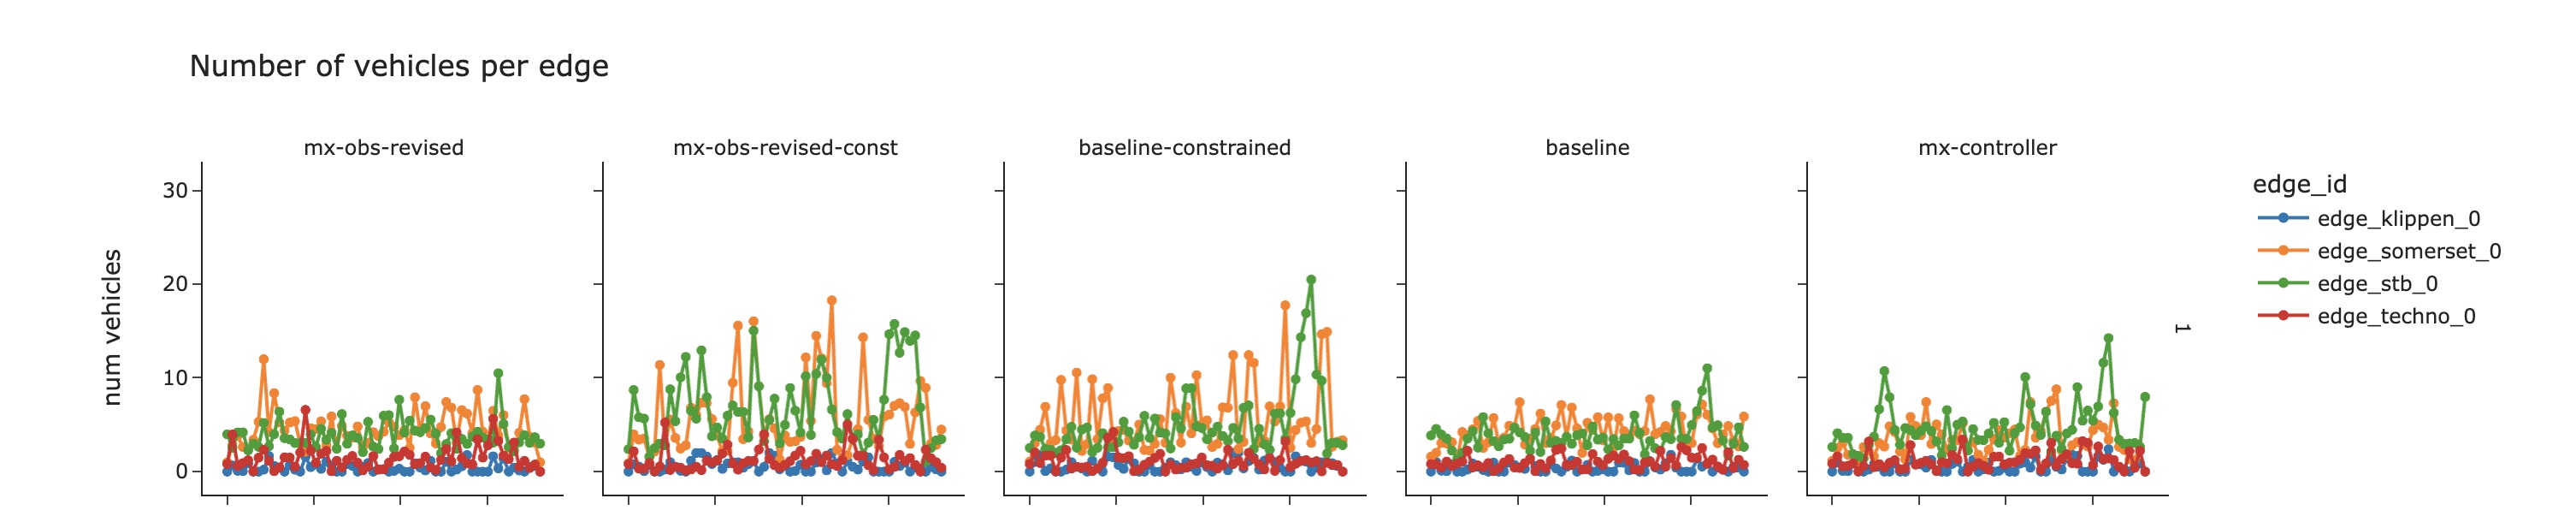 Number of vehicles per edge
mx-obs-revised
mx-obs-revised-const
baseline-constrained
baseline
mx-controller
num vehicles
30
20
10
0
1
edge_id
edge_klippen_0
edge_somerset_0
edge_stb_0
edge_techno_0